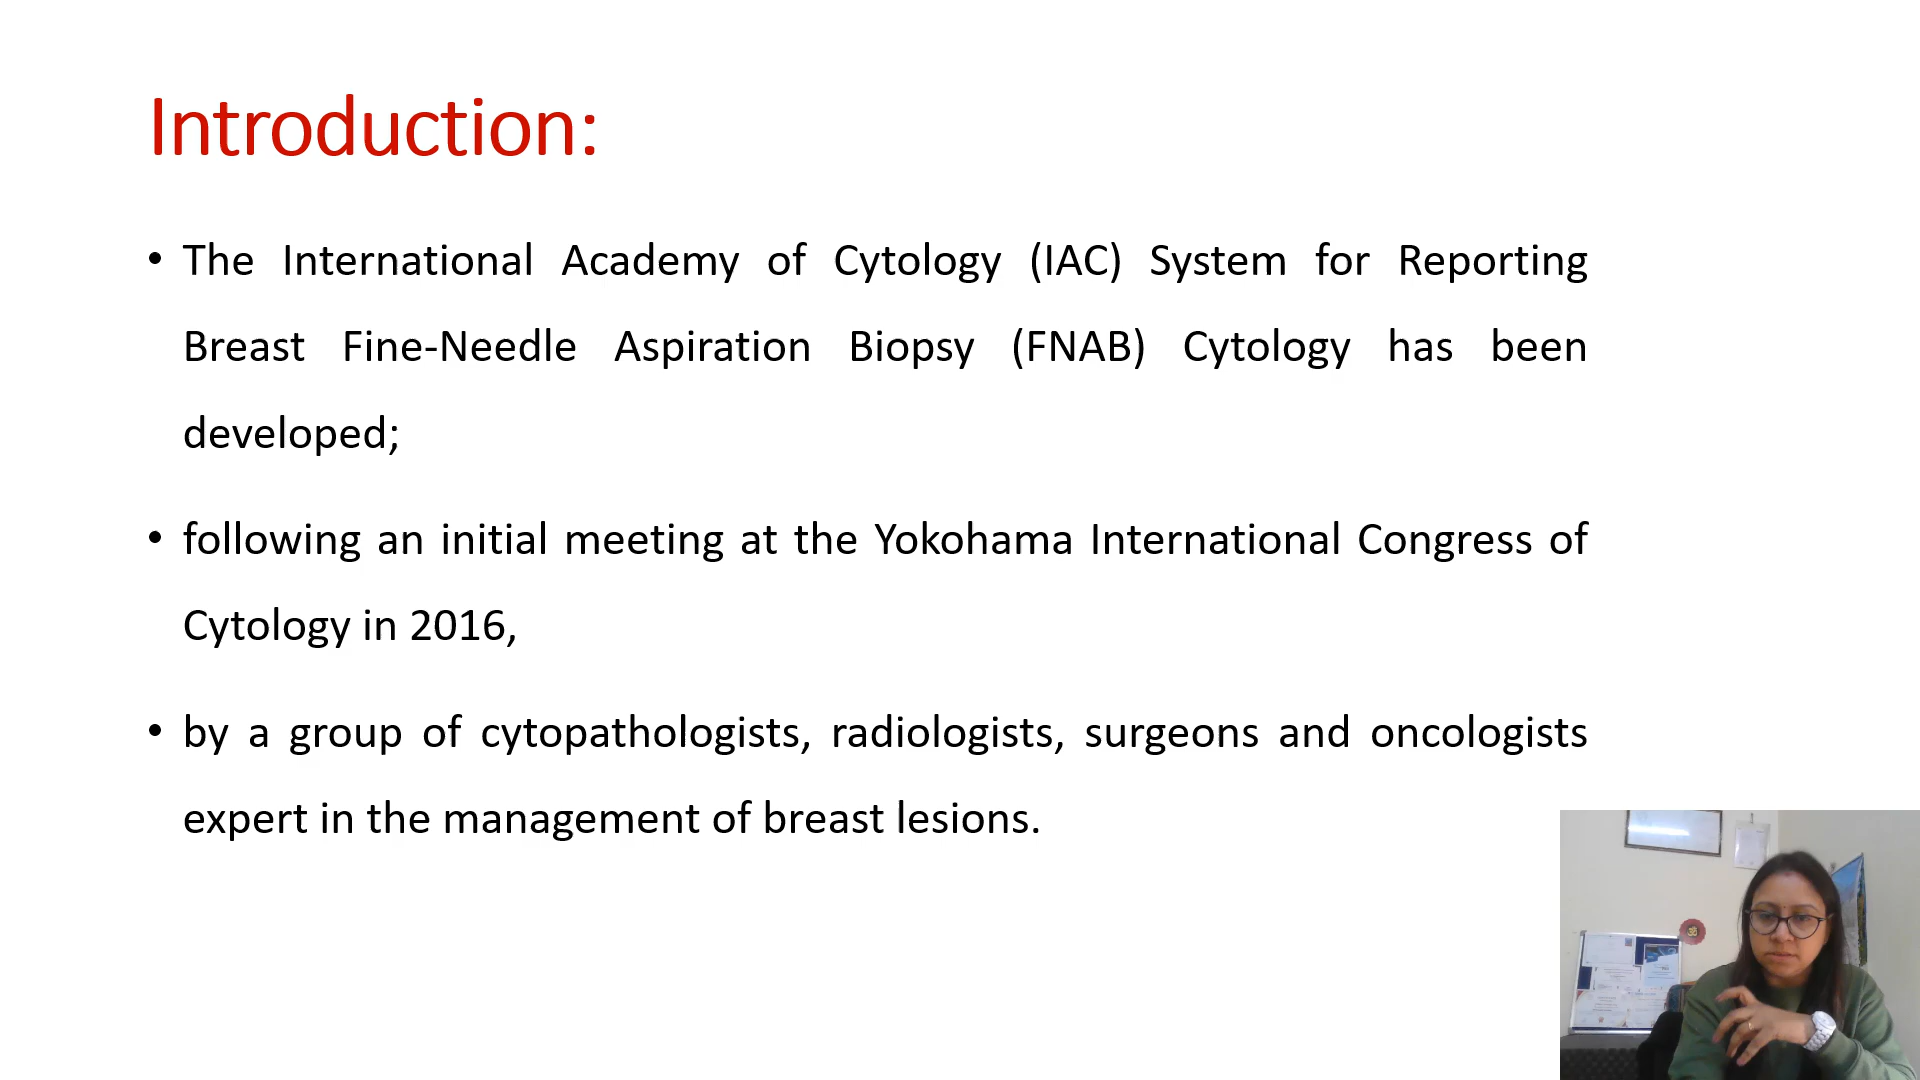 Introduction:
• The International Academy of Cytology (IAC) System for Reporting
Breast Fine-Needle Aspiration Biopsy (FNAB) Cytology has been
developed;
• following an initial meeting at the Yokohama International Congress of
Cytology in 2016,
• by a group of cytopathologists, radiologists, surgeons and oncologists
expert in the management of breast lesions.
ॐ